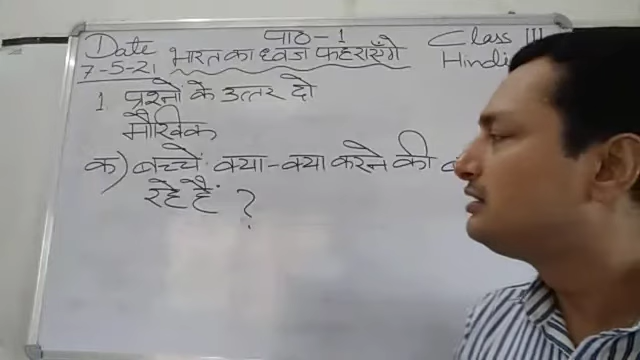 पाठ-1
Date
7-5-21
भारत का ध्वज फहराएँगे
Class III
Hindi
1 प्रश्नों के उत्तर दो
मौखिक
क) बच्चे क्या-क्या करने की
रहे हैं ?